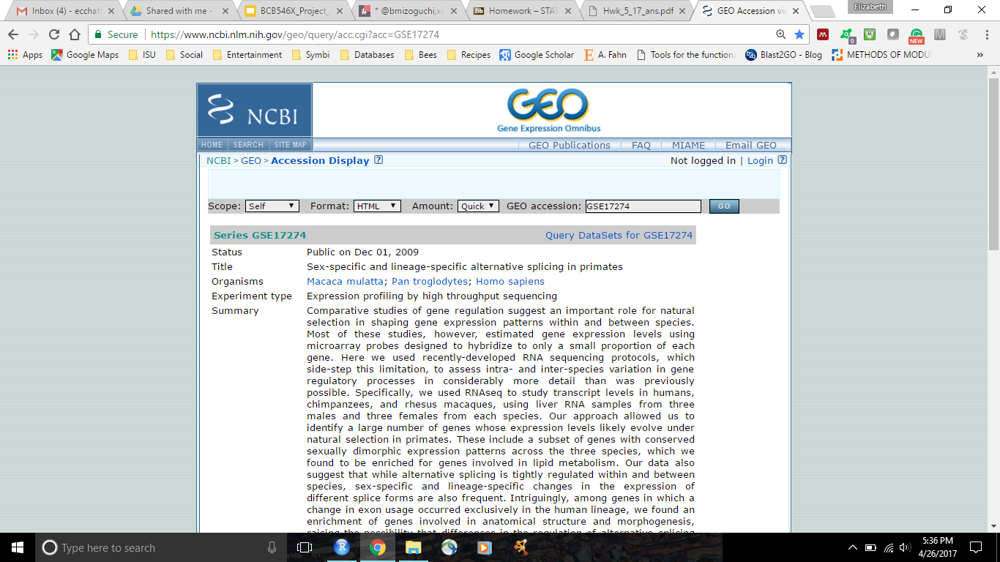 Elizabeth
Inbox (4) - ecchat
Shared with me -
BCB546X_Project_
* @bmizoguchi,xi
Homework – STAT
Hwk_5_17_ans.pdf
GEO Accession vie
Secure | https://www.ncbi.nlm.nih.gov/geo/query/acc.cgi?acc=GSE17274
0
NEW
Apps Google Maps ISU Social Entertainment Symbi Databases Bees Recipes Google Scholar A. Fahn Tools for the functiona Blast2GO - Blog METHODS OF MODU »
NCBI
GEO
Gene Expression Omnibus
HOME SEARCH SITE MAP GEO Publications FAQ MIAME Email GEO
NCBI > GEO > Accession Display ? Not logged in | Login ?
Scope: Self Format: HTML Amount: Quick GEO accession: GSE17274 GO
Series GSE17274 Query DataSets for GSE17274
Status Public on Dec 01, 2009
Title Sex-specific and lineage-specific alternative splicing in primates
Organisms Macaca mulatta; Pan troglodytes; Homo sapiens
Experiment type Expression profiling by high throughput sequencing
Summary Comparative studies of gene regulation suggest an important role for natural
selection in shaping gene expression patterns within and between species.
Most of these studies, however, estimated gene expression levels using
microarray probes designed to hybridize to only a small proportion of each
gene. Here we used recently-developed RNA sequencing protocols, which
side-step this limitation, to assess intra- and inter-species variation in gene
regulatory processes in considerably more detail than was previously
possible. Specifically, we used RNAseq to study transcript levels in humans,
chimpanzees, and rhesus macaques, using liver RNA samples from three
males and three females from each species. Our approach allowed us to
identify a large number of genes whose expression levels likely evolve under
natural selection in primates. These include a subset of genes with conserved
sexually dimorphic expression patterns across the three species, which we
found to be enriched for genes involved in lipid metabolism. Our data also
suggest that while alternative splicing is tightly regulated within and between
species, sex-specific and lineage-specific changes in the expression of
different splice forms are also frequent. Intriguingly, among genes in which a
change in exon usage occurred exclusively in the human lineage, we found an
enrichment of genes involved in anatomical structure and morphogenesis,
raising the possibility that differences in the regulation of alternative splicing
Type here to search
5:36 PM
4/26/2017